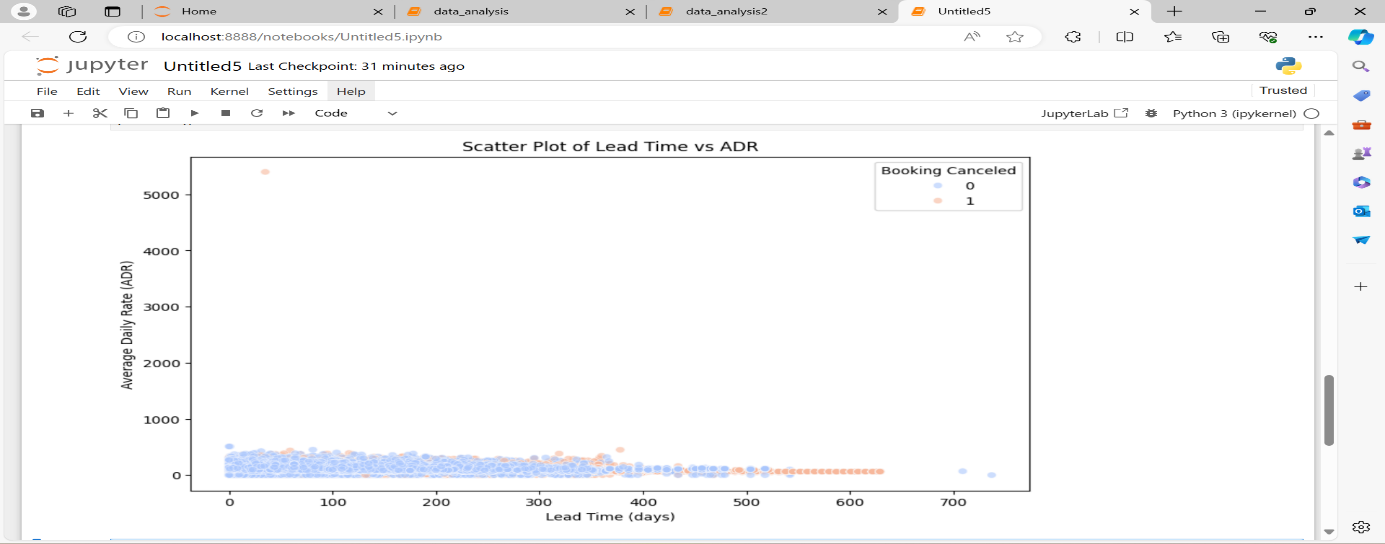 Home
data_analysis
data_analysis2
Untitled5
localhost:8888/notebooks/Untitled5.ipynb
jupyter Untitled5 Last Checkpoint: 31 minutes ago
File Edit View Run Kernel Settings Help
Trusted
Code
JupyterLab
Python 3 (ipykernel)
Scatter Plot of Lead Time vs ADR
Booking Canceled
0
1
Average Daily Rate (ADR)
5000
4000
3000
2000
1000
0
0 100 200 300 400 500 600 700
Lead Time (days)